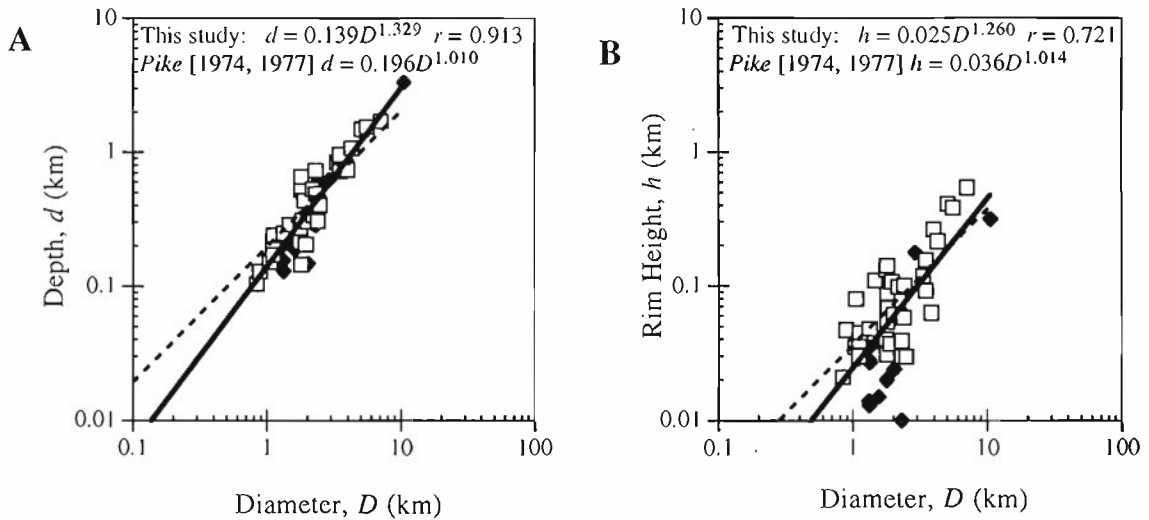 A
This study: d = 0.139D^1.329 r = 0.913
Pike [1974, 1977] d = 0.196D^1.010
10
1
0.1
0.01
Depth, d (km)
0.1
1
10
100
Diameter, D (km)
B
This study: h = 0.025D^1.260 r = 0.721
Pike [1974, 1977] h = 0.036D^1.014
10
1
0.1
0.01
Rim Height, h (km)
0.1
1
10
100
Diameter, D (km)